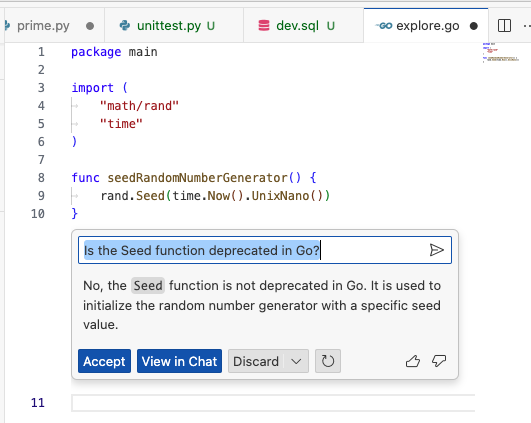 prime.py
unittest.py U
dev.sql U
GO explore.go
1 package main
2
3 import (
4 "math/rand"
5 "time"
6 )
7
8 func seedRandomNumberGenerator() {
9 rand.Seed(time.Now().UnixNano())
10 }
Is the Seed function deprecated in Go?
No, the Seed function is not deprecated in Go. It is used to
initialize the random number generator with a specific seed
value.
Accept View in Chat Discard
11